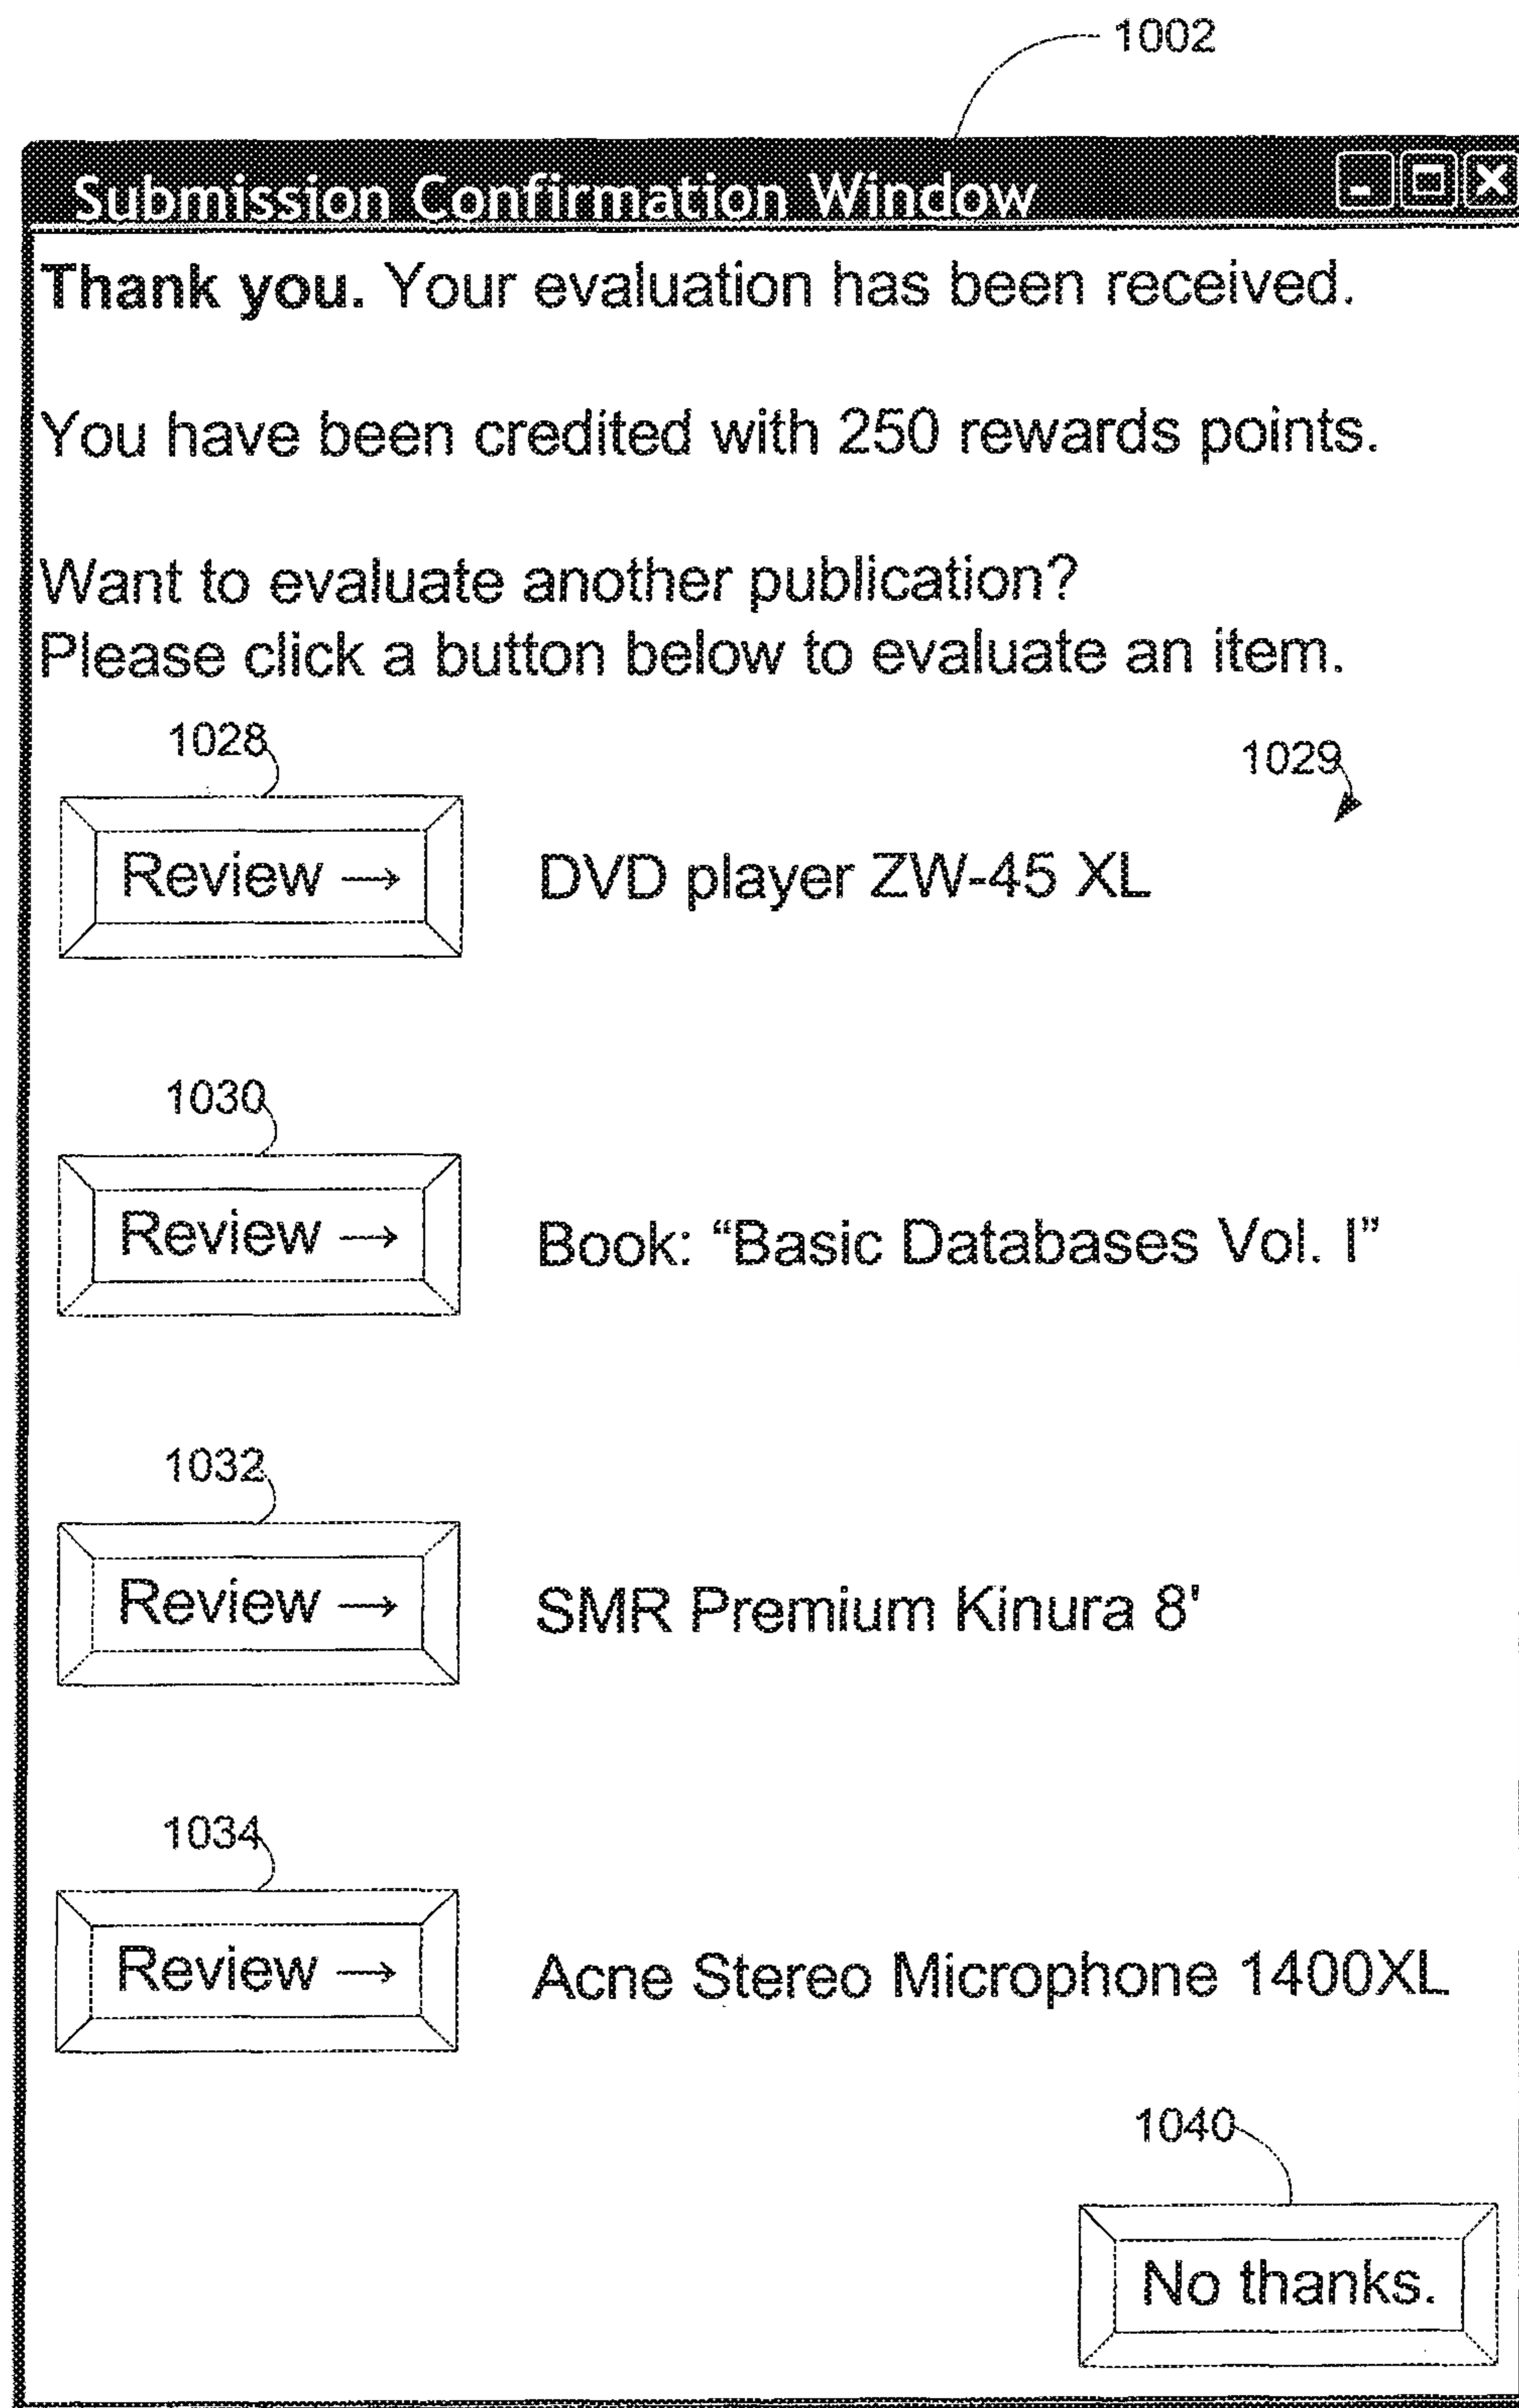 1002
Submission Confirmation Window
Thank you. Your evaluation has been received.
You have been credited with 250 rewards points.
Want to evaluate another publication?
Please click a button below to evaluate an item.
1028
1029
Review → DVD player ZW-45 XL
1030
Review → Book: “Basic Databases Vol. I”
1032
Review → SMR Premium Kinura 8'
1034
Review → Acne Stereo Microphone 1400XL
1040
No thanks.